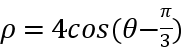 ρ = 4cos(θ−π/3)